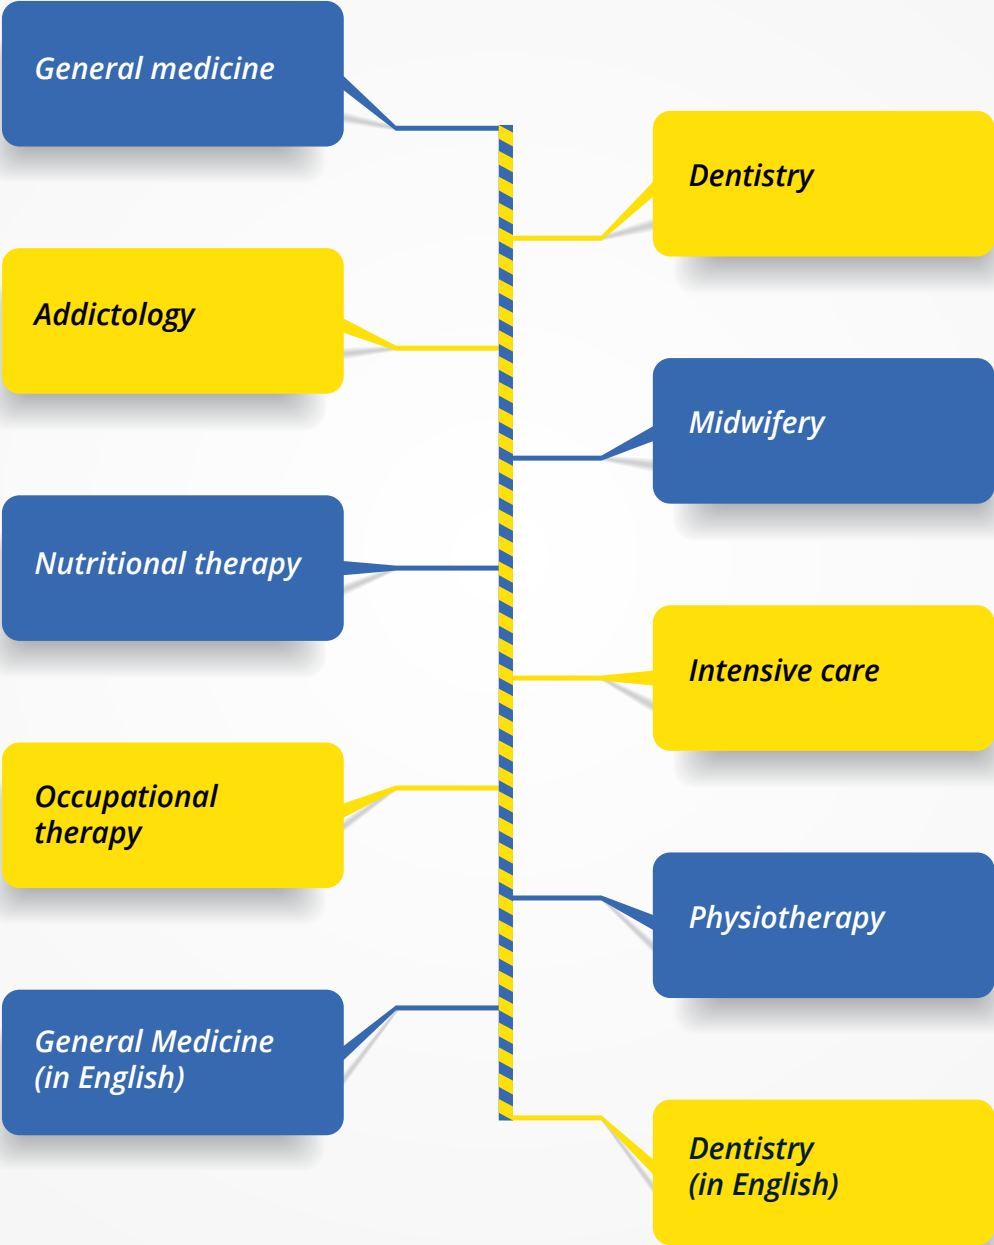 General medicine
Dentistry
Addictology
Midwifery
Nutritional therapy
Intensive care
Occupational
therapy
Physiotherapy
General Medicine
(in English)
Dentistry
(in English)